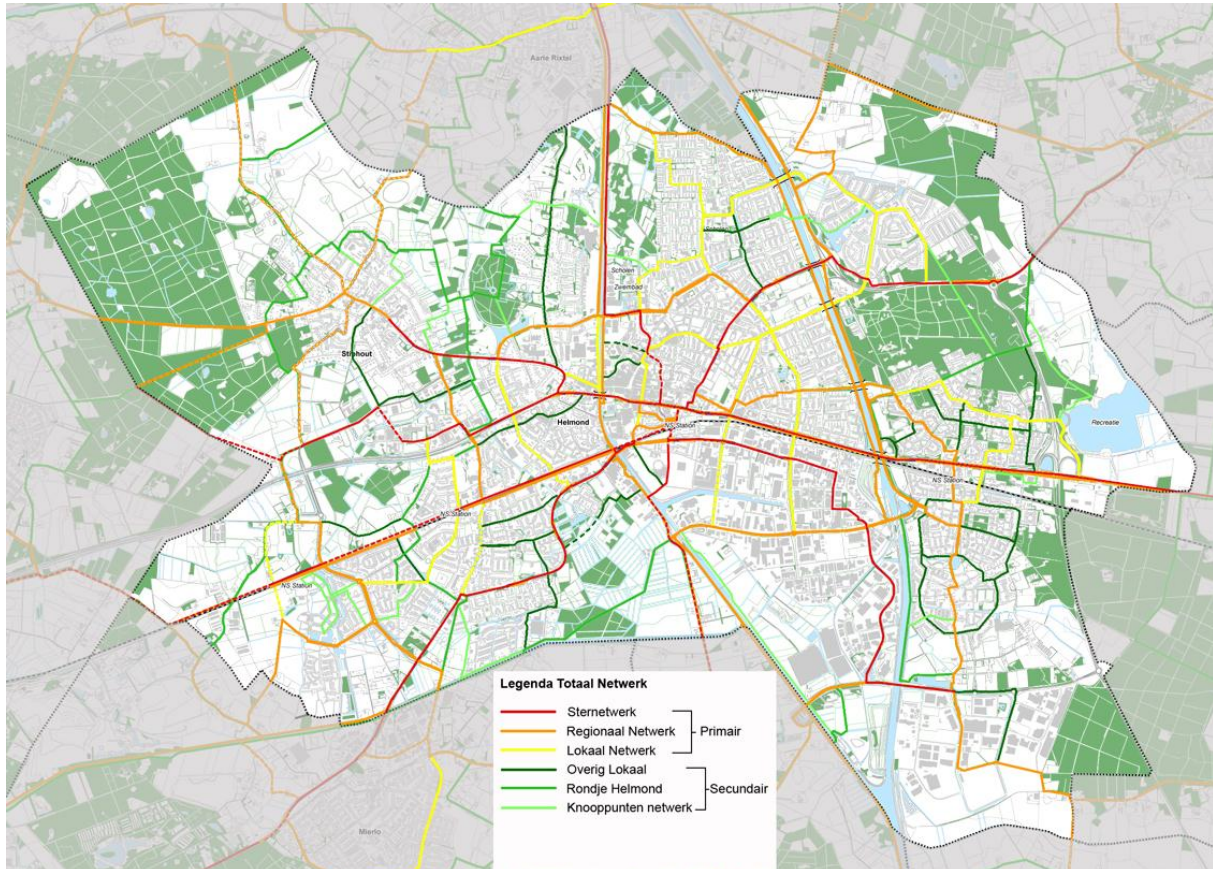 Aarle Rixtel
Scholen
Zwembad
Stiphout
Helmond
NS Station
Recreatie
NS Station
NS Station
NS Station
Mierlo
Legenda Totaal Netwerk
Sternetwerk
Regionaal Netwerk
Primair
Lokaal Netwerk
Overig Lokaal
Rondje Helmond
Secundair
Knooppunten netwerk